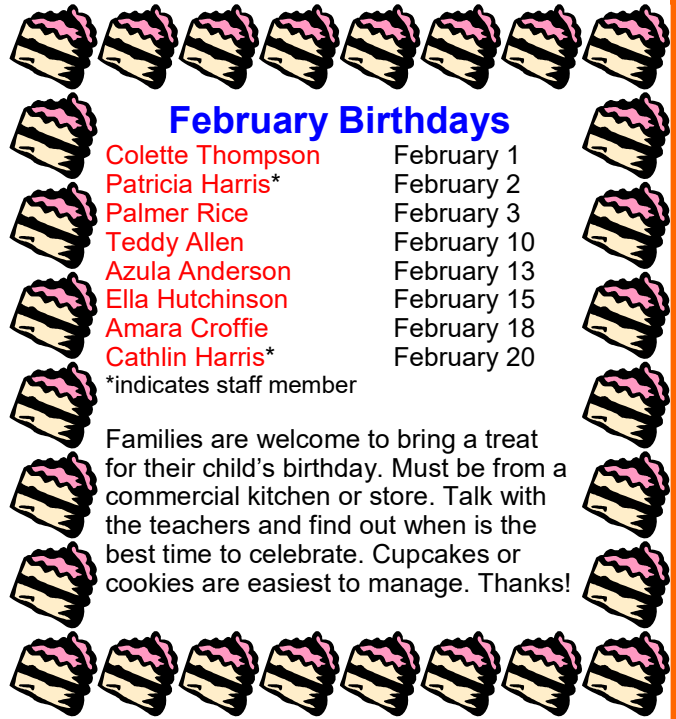 February Birthdays
Colette Thompson February 1
Patricia Harris* February 2
Palmer Rice February 3
Teddy Allen February 10
Azula Anderson February 13
Ella Hutchinson February 15
Amara Croffie February 18
Cathlin Harris* February 20
*indicates staff member
Families are welcome to bring a treat
for their child’s birthday. Must be from a
commercial kitchen or store. Talk with
the teachers and find out when is the
best time to celebrate. Cupcakes or
cookies are easiest to manage. Thanks!